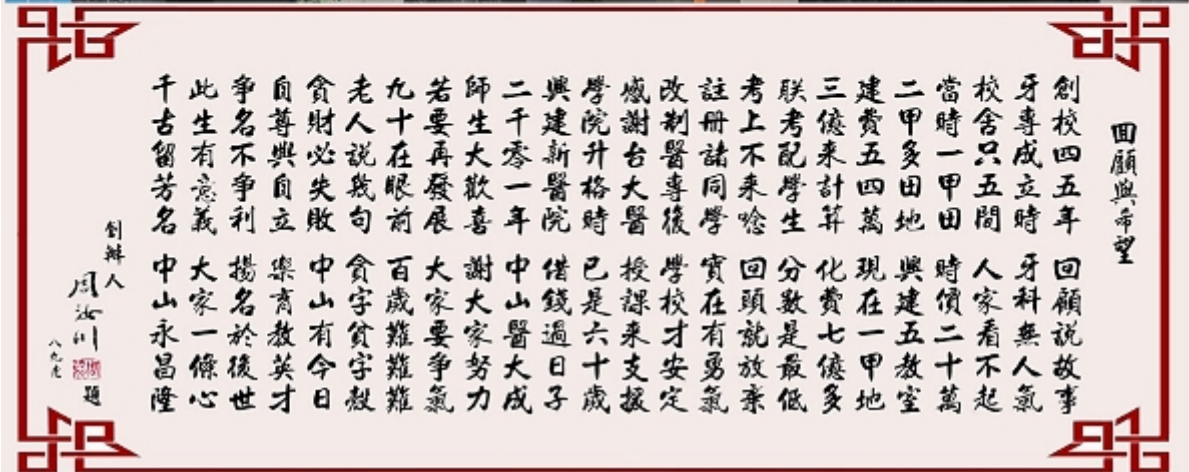 囬顧與希望
創校四五年 回顧說故事
牙專成立時 牙科無人氣
校舍只五間 人家看不起
當時一甲田 時價二十萬
二甲多田地 興建五教室
建費五四萬 現在一甲地
三億來計算 化費七億多
联考配學生 分數是最低
考上不來唸 回頭就放棄
註冊諸同學 實在有勇氣
改制醫專後 學校才安定
感謝台大醫 授課來支援
學院升格時 已是六十歲
興建新醫院 借錢過日子
二千零一年 中山醫大成
師生大歡喜 謝大家努力
若要再發展 大家要爭氣
九十在眼前 百歲難難難
老人說幾句 貪字貧字殼
貪財必失敗 中山有今日
自尊與自立 樂育教英才
爭名不爭利 揚名於後世
此生有意義 大家一條心
千古留芳名 中山永昌隆
創辦人
周汝川 題
八九